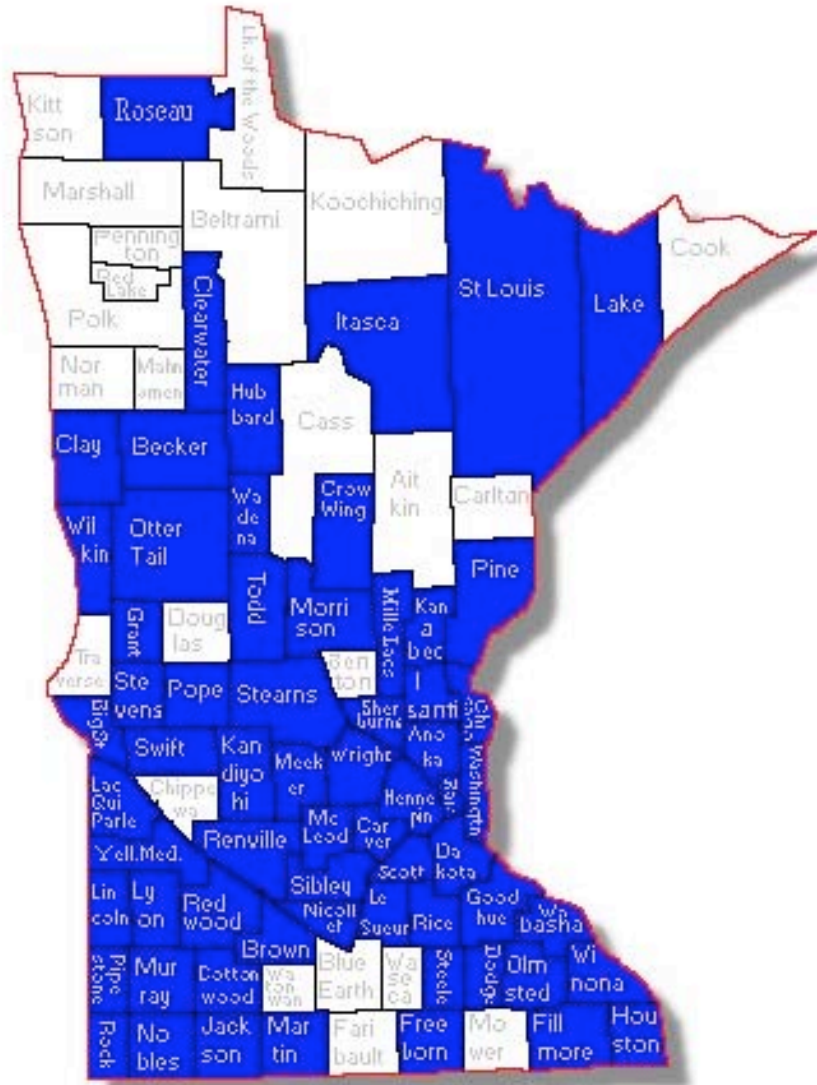 Lk. of the Woods
Kitt
son
Roseau
Marshall
Beltrami
Koochiching
Penning
ton
Red
Lake
Clearwater
Polk
St Louis
Lake
Cook
Itasca
Nor
man
Mahn
omen
Hub
bard
Cass
Clay
Becker
Ait
kin
Carlton
Wa
de
na
Crow
Wing
Wil
kin
Otter
Tail
Pine
Todd
Morri
son
Mille Lacs
Kan
a
bec
Grant
Doug
las
Tra
verse
Ben
ton
I
santi
Ste
vens
Pope
Stearns
Sher
burne
Chi
sago
Big St
Swift
Kan
diyo
hi
Meek
er
Wright
Ano
ka
Washingtn
Lac
Qui
Parle
Chippe
wa
Henne
pin
Renville
Mc
Leod
Car
ver
Yell.Med.
Scott
Da
kota
Sibley
Lin
coln
Ly
on
Red
wood
Nicoll
et
Le
Sueur
Rice
Good
hue
Wa
basha
Brown
Pipe
stone
Mur
ray
Cotton
wood
Wa
ton
wan
Blue
Earth
Wa
se
ca
Steele
Dodge
Olm
sted
Wi
nona
Rock
No
bles
Jack
son
Mar
tin
Fari
bault
Free
born
Mo
wer
Fill
more
Hou
ston